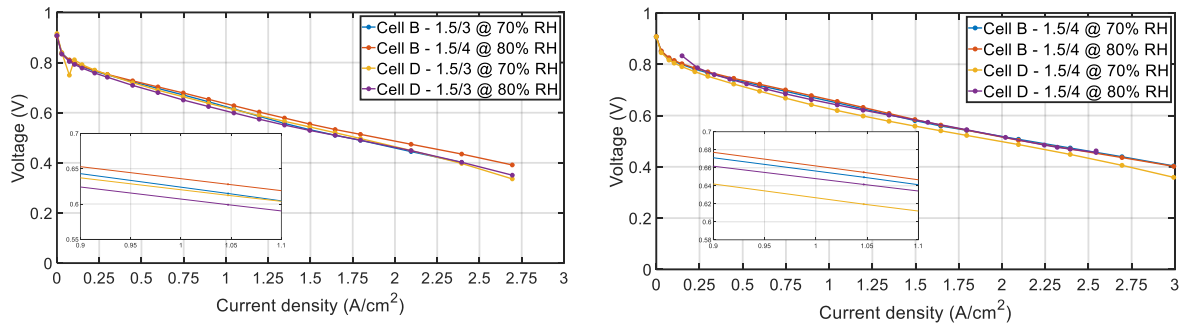 1
0.8
0.6
0.4
0.2
0
Voltage (V)
Cell B - 1.5/3 @ 70% RH
Cell B - 1.5/4 @ 80% RH
Cell D - 1.5/3 @ 70% RH
Cell D - 1.5/3 @ 80% RH
0.7
0.65
0.6
0.55
0.9 0.95 1 1.05 1.1
0 0.25 0.5 0.75 1 1.25 1.5 1.75 2 2.25 2.5 2.75 3
Current density (A/cm²)
1
0.8
0.6
0.4
0.2
0
Voltage (V)
Cell B - 1.5/4 @ 70% RH
Cell B - 1.5/4 @ 80% RH
Cell D - 1.5/4 @ 70% RH
Cell D - 1.5/4 @ 80% RH
0.7
0.68
0.66
0.64
0.62
0.6
0.58
0.9 0.95 1 1.05 1.1
0 0.25 0.5 0.75 1 1.25 1.5 1.75 2 2.25 2.5 2.75 3
Current density (A/cm²)